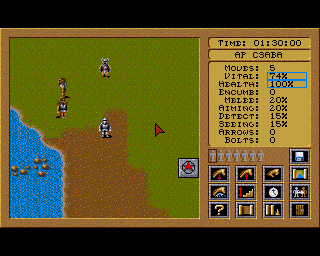 TIME: 01:30:00
AP CSABA
MOVES: 5
VITAL: 74%
HEALTH: 100%
ENCUMB: 0
MELEE: 20%
AIMING: 20%
DETECT: 15%
SEEING: 15%
ARROWS: 0
BOLTS: 0
?